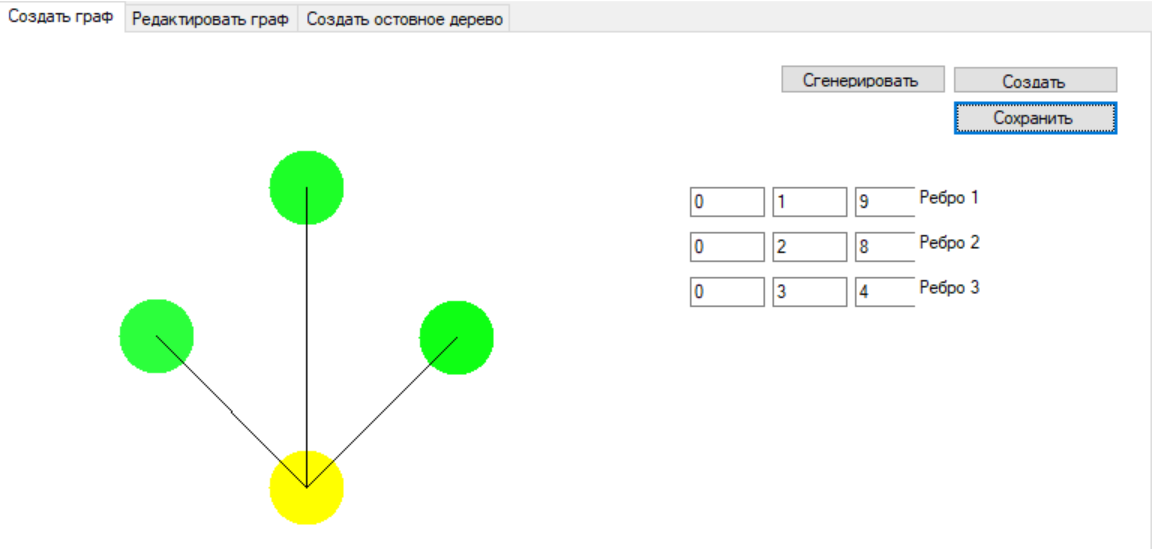 Создать граф Редактировать граф Создать остовное дерево
Сгенерировать Создать
Сохранить
0 1 9 Ребро 1
0 2 8 Ребро 2
0 3 4 Ребро 3